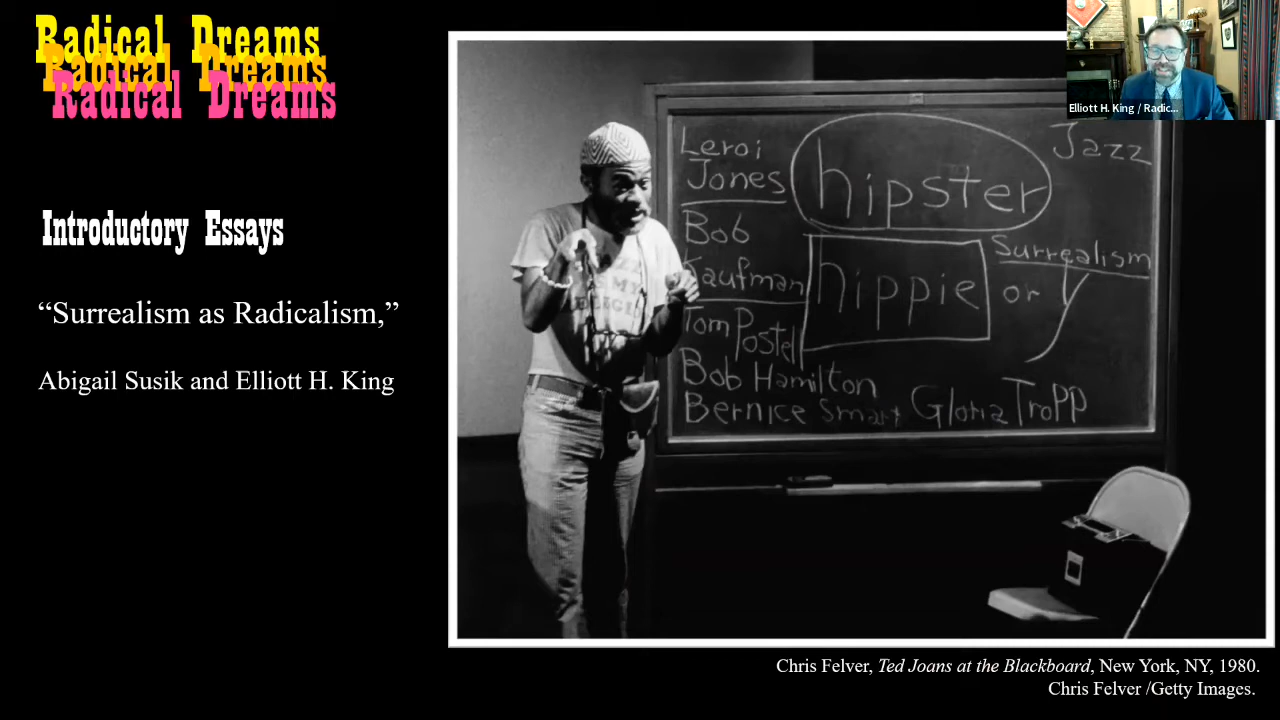 Radical Dreams
Radical Dreams
Radical Dreams
Introductory Essays
“Surrealism as Radicalism,”
Abigail Susik and Elliott H. King
Leroi
Jones
Bob
Kaufman
Tom Postell
Bob Hamilton
Bernice Smart
Gloria Tropp
hipster
hippie or
Jazz
Surrealism
MY
RELIGI
Elliott H. King / Radic...
Chris Felver, Ted Joans at the Blackboard, New York, NY, 1980.
Chris Felver /Getty Images.